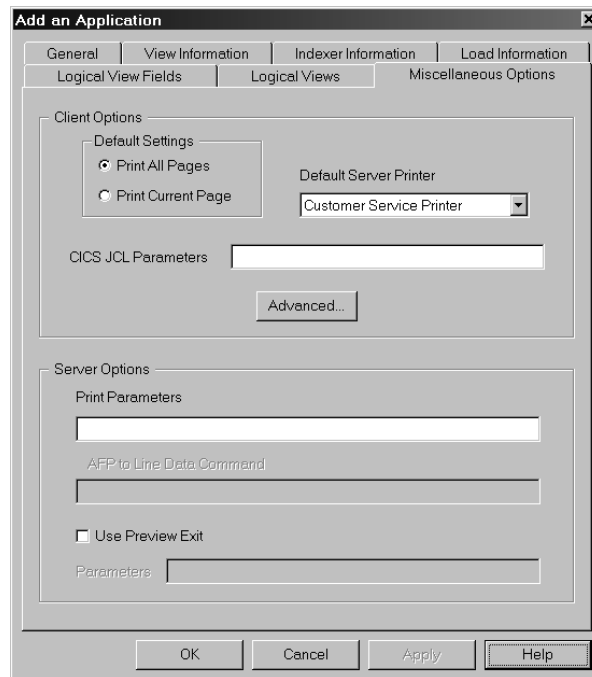 Add an Application
General View Information Indexer Information Load Information
Logical View Fields Logical Views Miscellaneous Options
Client Options
Default Settings
Print All Pages
Print Current Page
Default Server Printer
Customer Service Printer
CICS JCL Parameters
Advanced...
Server Options
Print Parameters
AFP to Line Data Command
Use Preview Exit
Parameters
OK Cancel Apply Help